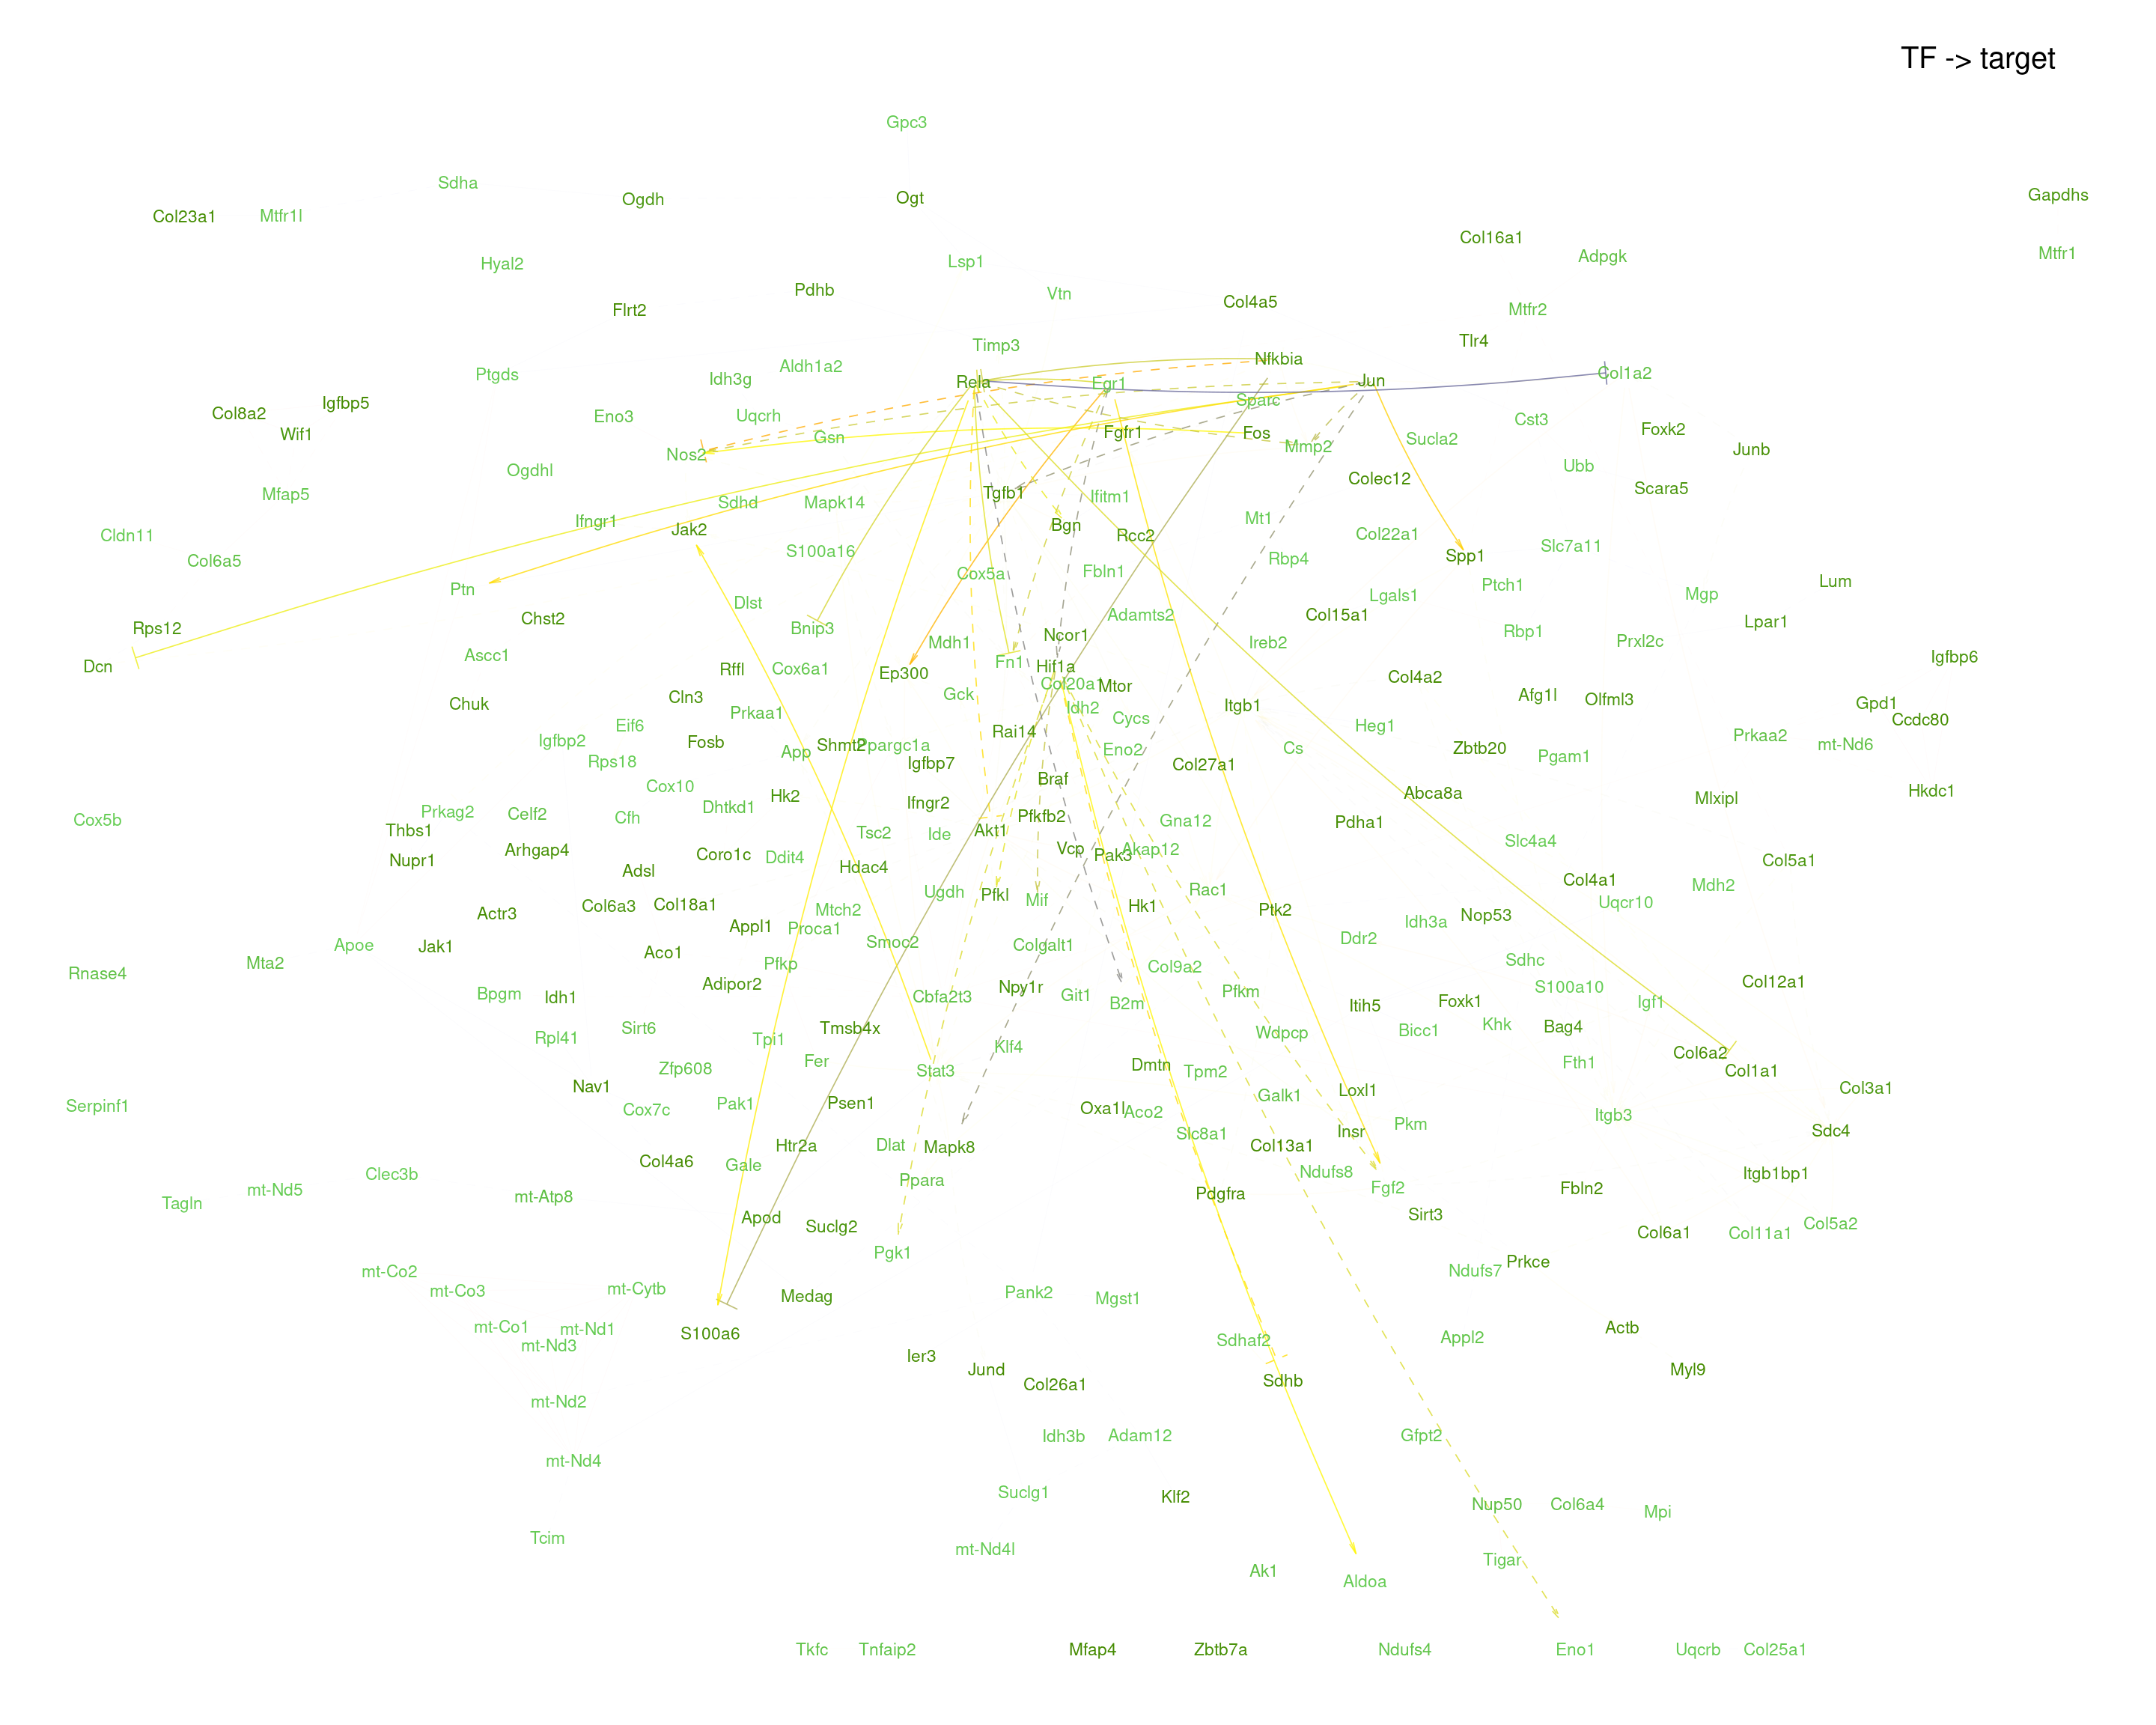 TF -> target
Gpc3
Sdha
Ogdh
Ogt
Gapdhs
Col23a1
Mtfr1l
Col16a1
Mtfr1
Adpgk
Hyal2
Lsp1
Pdhb
Vtn
Col4a5
Flrt2
Mtfr2
Tlr4
Timp3
Nfkbia
Ptgds
Idh3g
Aldh1a2
Rela
Egr1
Jun
Col1a2
Col8a2
Igfbp5
Eno3
Uqcrh
Sparc
Cst3
Wif1
Gsn
Fgfr1
Fos
Mmp2
Sucla2
Foxk2
Junb
Nos2
Ogdhl
Ubb
Colec12
Scara5
Mfap5
Sdhd
Mapk14
Tgfb1
Ifitm1
Cldn11
Ifngr1
Jak2
Bgn
Rcc2
Mt1
Col22a1
Col6a5
S100a16
Rbp4
Spp1
Slc7a11
Ptn
Cox5a
Fbln1
Ptch1
Lum
Dlst
Lgals1
Mgp
Rps12
Chst2
Bnip3
Adamts2
Col15a1
Rbp1
Lpar1
Dcn
Ascc1
Rffl
Cox6a1
Mdh1
Ncor1
Ireb2
Prxl2c
Igfbp6
Ep300
Fn1
Hif1a
Col20a1
Mtor
Col4a2
Chuk
Cln3
Gck
Idh2
Itgb1
Afg1l
Olfml3
Gpd1
Eif6
Prkaa1
Cycs
Heg1
Ccdc80
Igfbp2
Fosb
Rai14
Prkaa2
Rps18
App
Shmt2
Ppargc1a
Eno2
Cs
Zbtb20
Pgam1
mt-Nd6
Igfbp7
Col27a1
Cox10
Hk2
Braf
Abca8a
Mlxipl
Hkdc1
Cox5b
Prkag2
Celf2
Cfh
Dhtkd1
Ifngr2
Pfkfb2
Gna12
Pdha1
Thbs1
Tsc2
Ide
Akt1
Slc4a4
Nupr1
Arhgap4
Coro1c
Ddit4
Vcp
Pak3
Akap12
Col5a1
Adsl
Hdac4
Col4a1
Mdh2
Actr3
Col6a3
Col18a1
Mtch2
Ugdh
Pfkl
Mif
Hk1
Rac1
Ptk2
Nop53
Uqcr10
Apoe
Jak1
Appl1
Proca1
Smoc2
Colgalt1
Ddr2
Idh3a
Rnase4
Mta2
Aco1
Pfkp
Col9a2
Sdhc
Bpgm
Idh1
Adipor2
Cbfa2t3
Npy1r
Git1
B2m
Pfkm
Itih5
Foxk1
S100a10
Igf1
Col12a1
Rpl41
Sirt6
Tpi1
Tmsb4x
Klf4
Wdpcp
Bicc1
Khk
Bag4
Zfp608
Fer
Stat3
Dmtn
Tpm2
Fth1
Col6a2
Col1a1
Serpinf1
Nav1
Cox7c
Pak1
Psen1
Oxa1l
Aco2
Galk1
Loxl1
Itgb3
Col3a1
Htr2a
Dlat
Mapk8
Slc8a1
Col13a1
Insr
Pkm
Sdc4
Clec3b
Col4a6
Gale
Ppara
Ndufs8
Itgb1bp1
Tagln
mt-Nd5
mt-Atp8
Pdgfra
Fgf2
Fbln2
Apod
Suclg2
Sirt3
Col6a1
Col11a1
Col5a2
Pgk1
mt-Co2
mt-Co3
mt-Cytb
Medag
Pank2
Mgst1
Ndufs7
Prkce
mt-Co1
mt-Nd1
S100a6
Sdhaf2
Appl2
Actb
mt-Nd3
Ier3
Jund
Col26a1
Sdhb
Myl9
mt-Nd2
Idh3b
Adam12
Gfpt2
mt-Nd4
Suclg1
Klf2
Nup50
Col6a4
Mpi
Tcim
mt-Nd4l
Ak1
Aldoa
Tigar
Tkfc
Tnfaip2
Mfap4
Zbtb7a
Ndufs4
Eno1
Uqcrb
Col25a1